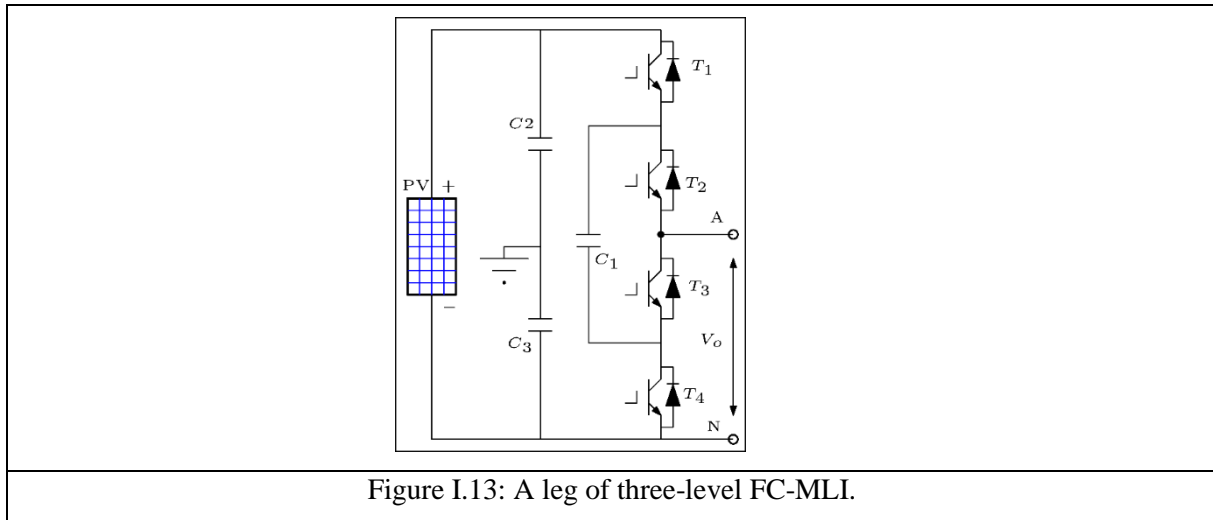 T1
C2
T2
PV +
A
C1
T3
−
Vo
C3
T4
N
Figure I.13: A leg of three-level FC-MLI.